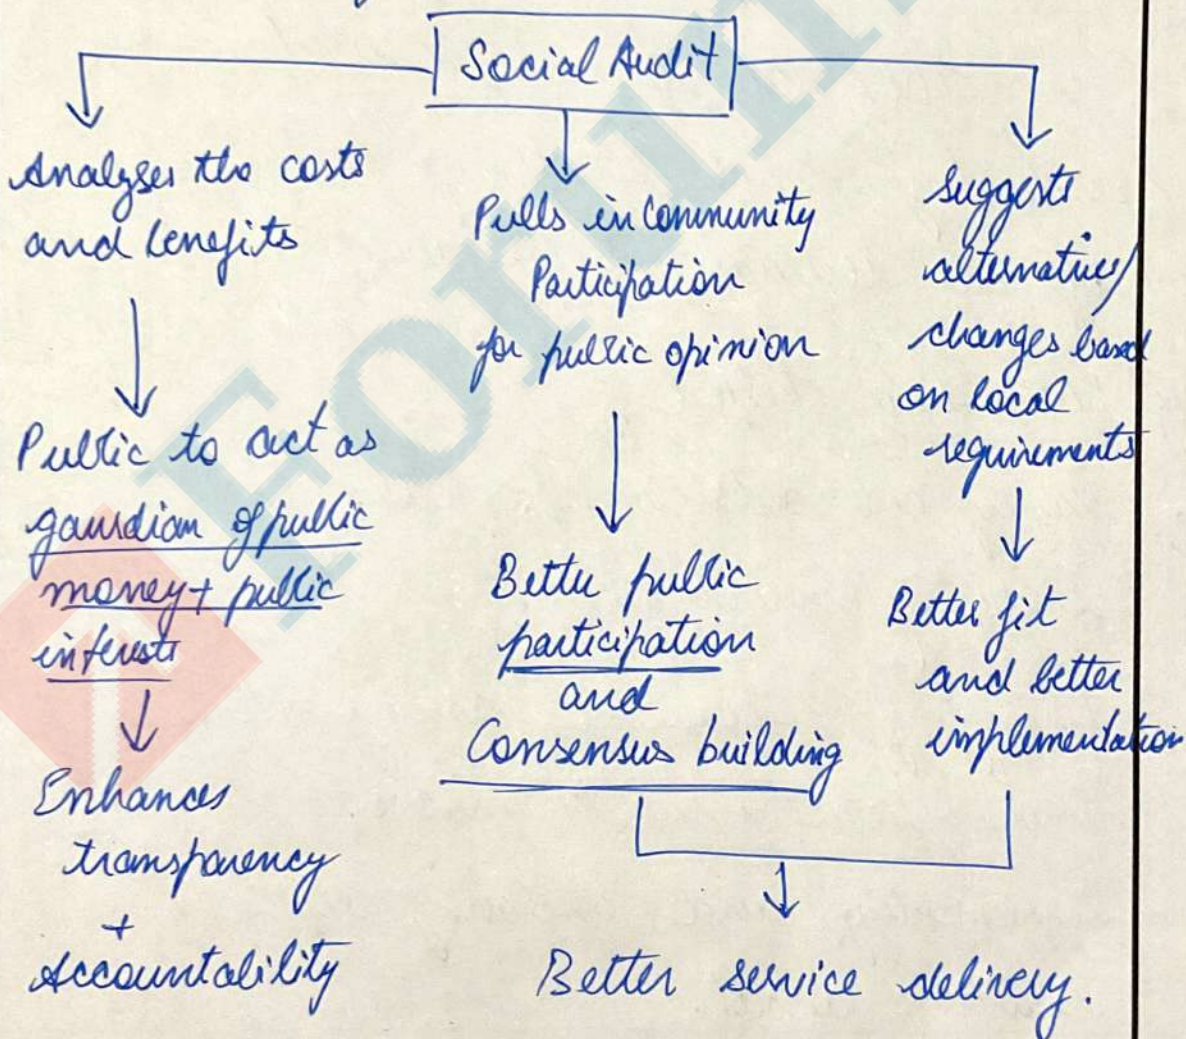 Social Audit
Analyses the costs
and benefits
Public to act as
gaurdian of public
money + public
interests
Enhances
transparency
+
Accountability
Pulls in Community
Participation
for public opinion
Better public
participation
and
Consensus building
suggests
alternatives/
changes based
on local
requirements
Better fit
and better
implementation
Better service delivery.